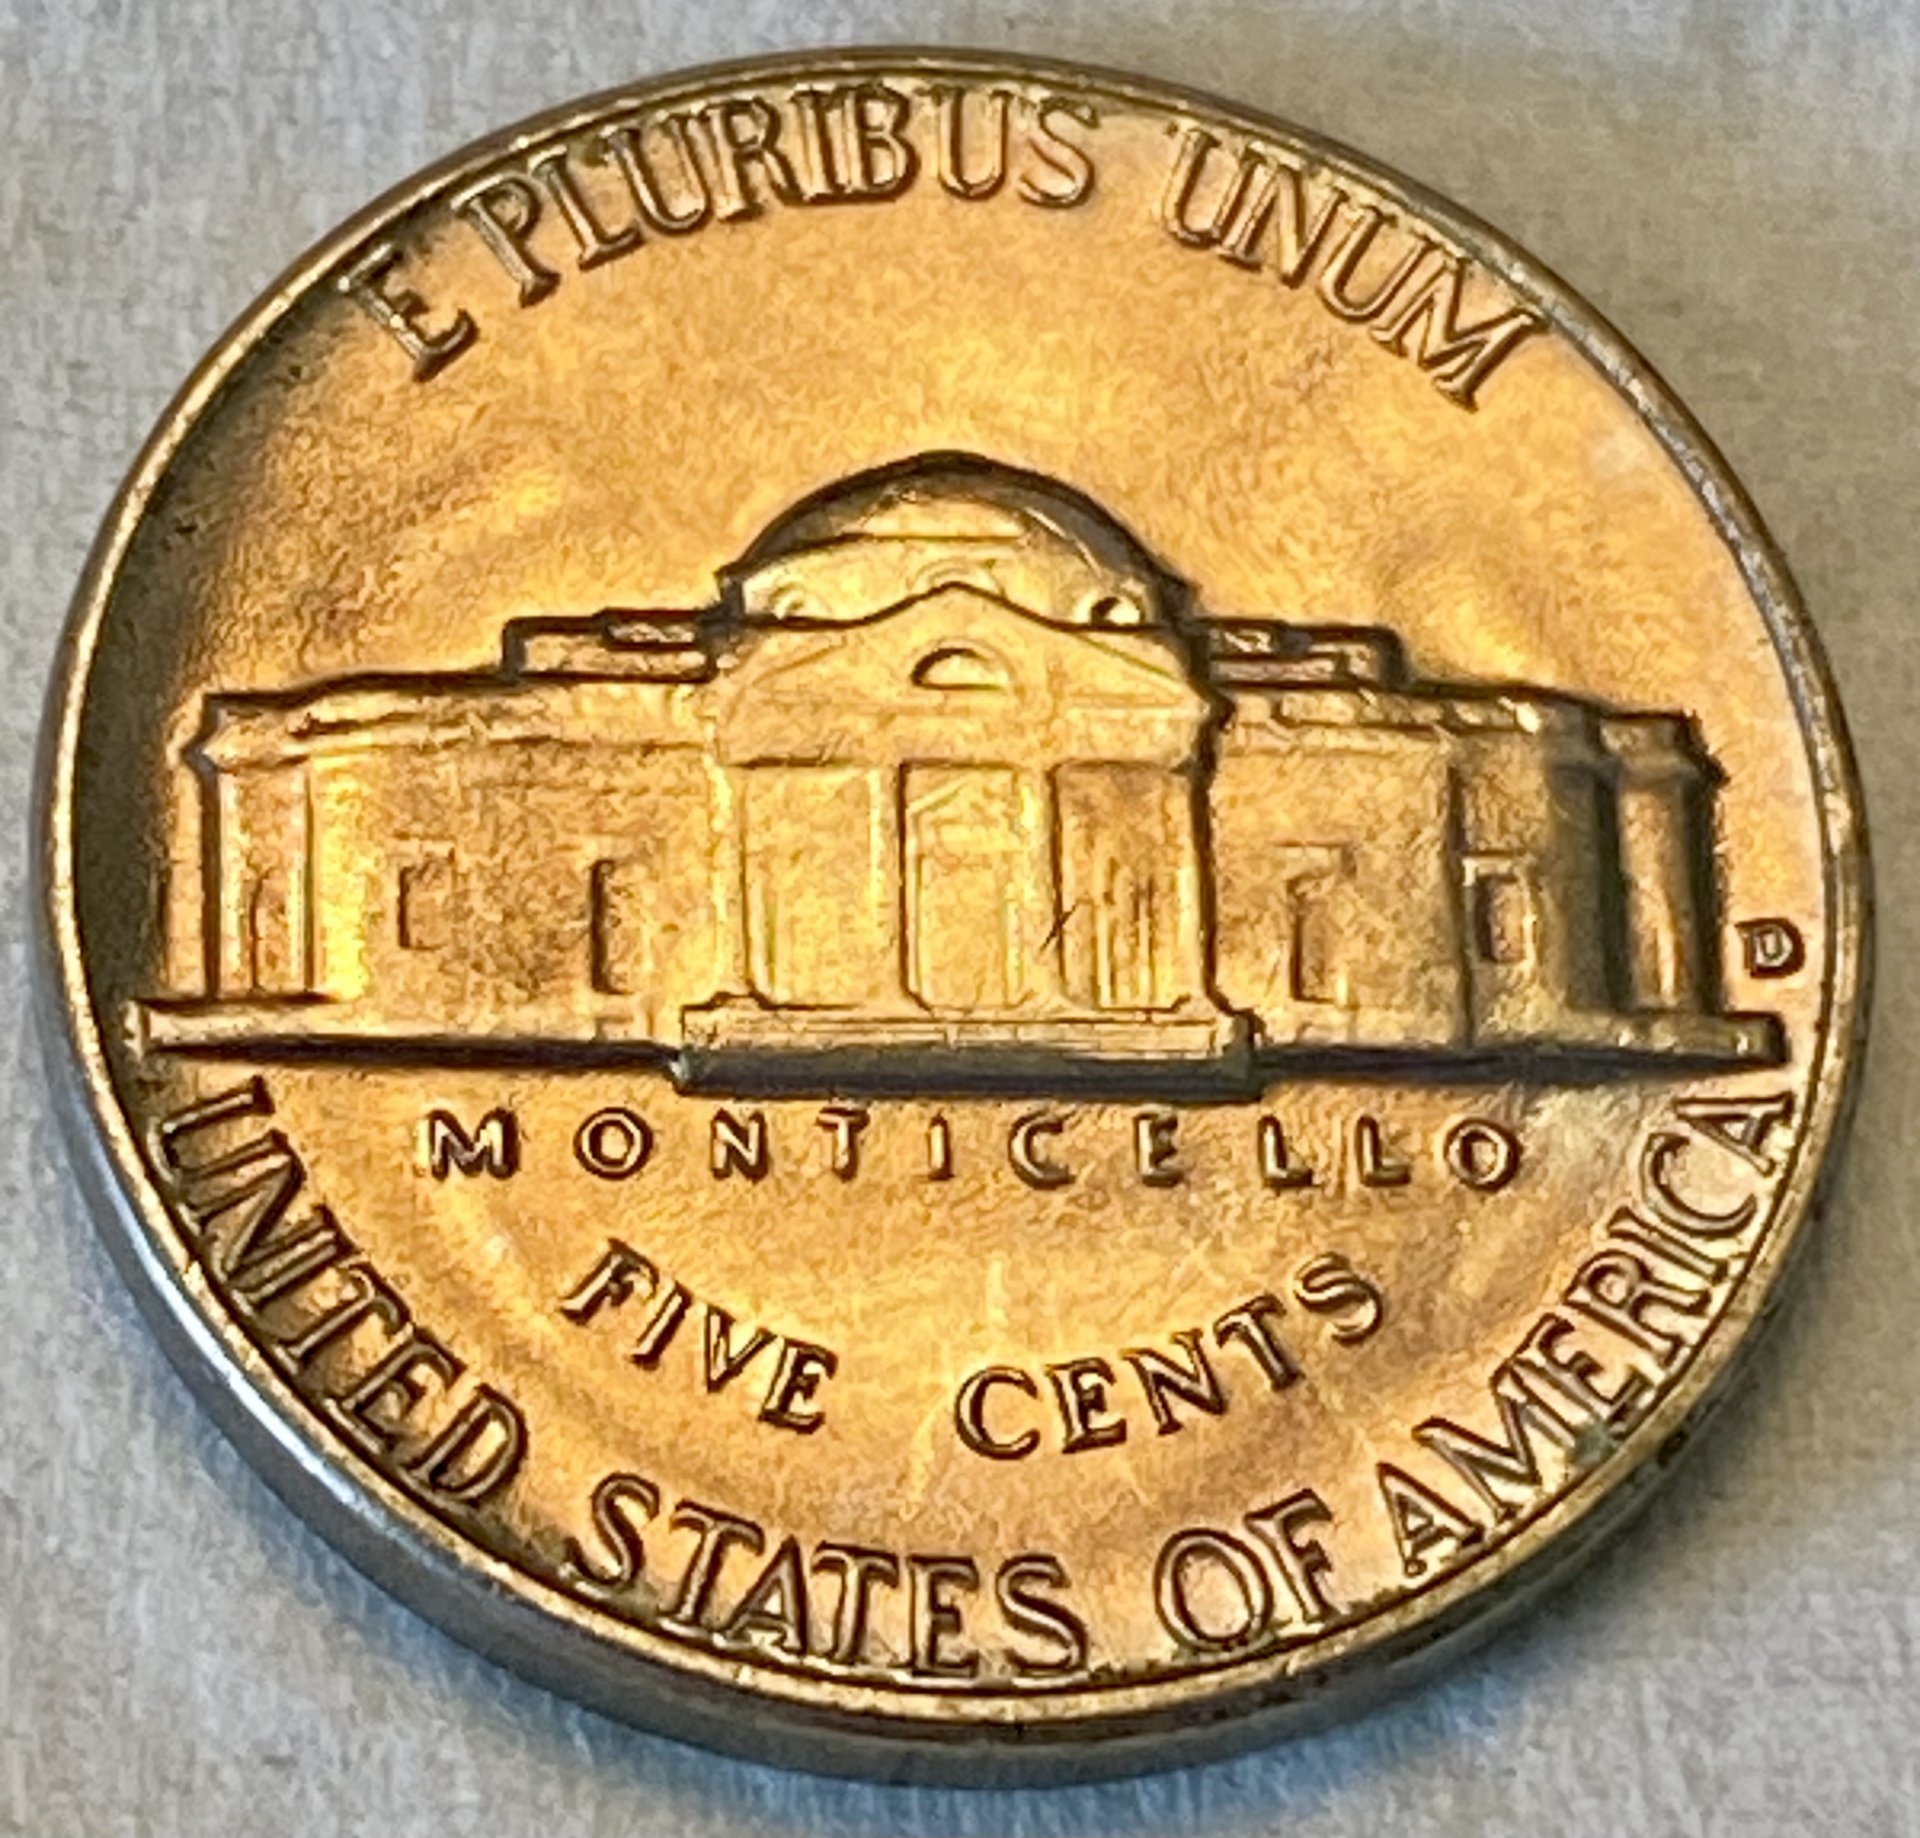 E PLURIBUS UNUM
D
MONTICELLO
FIVE CENTS
UNITED STATES OF AMERICA